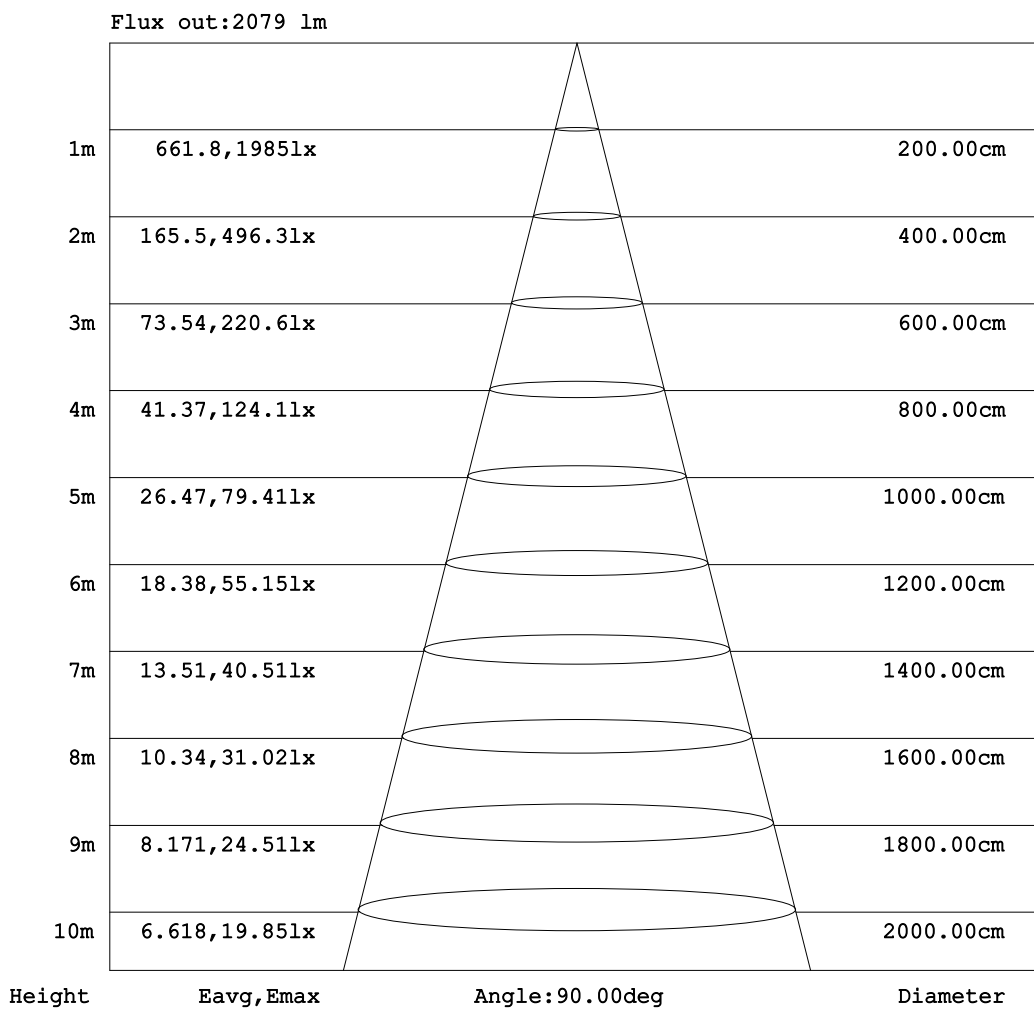 Flux out:2079 lm
1m 661.8,1985lx 200.00cm
2m 165.5,496.3lx 400.00cm
3m 73.54,220.6lx 600.00cm
4m 41.37,124.1lx 800.00cm
5m 26.47,79.41lx 1000.00cm
6m 18.38,55.15lx 1200.00cm
7m 13.51,40.51lx 1400.00cm
8m 10.34,31.02lx 1600.00cm
9m 8.171,24.51lx 1800.00cm
10m 6.618,19.85lx 2000.00cm
Height Eavg,Emax Angle:90.00deg Diameter